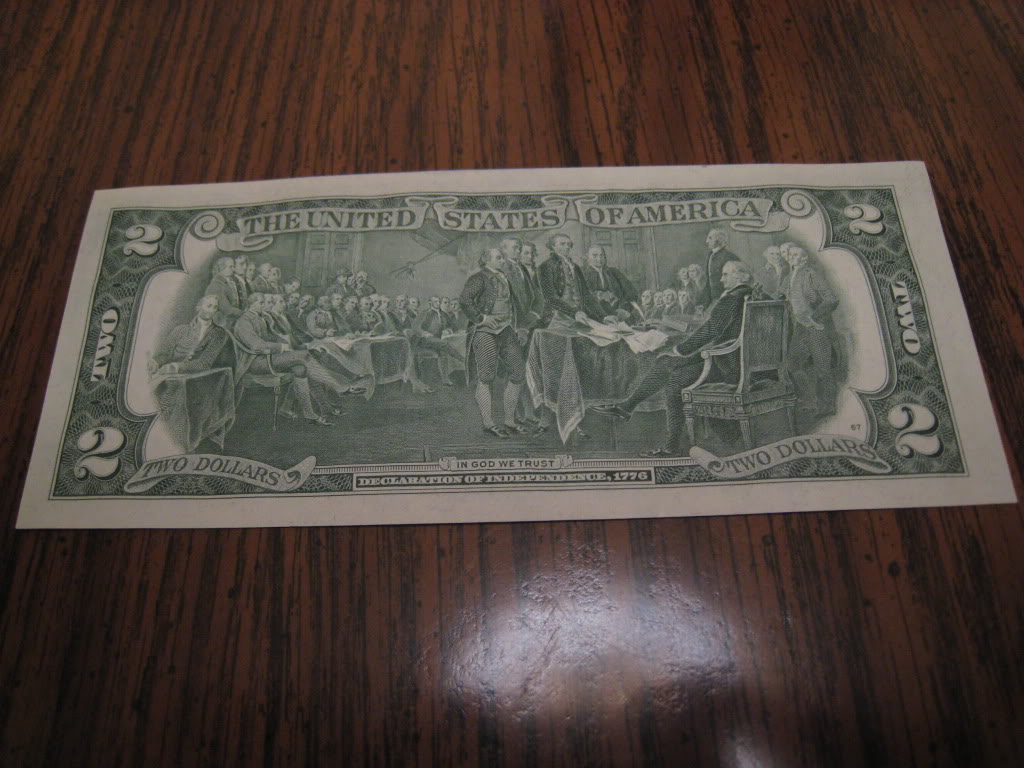 THE UNITED STATES OF AMERICA
2 2
TWO TWO
2 2
67
TWO DOLLARS IN GOD WE TRUST TWO DOLLARS
DECLARATION OF INDEPENDENCE, 1776